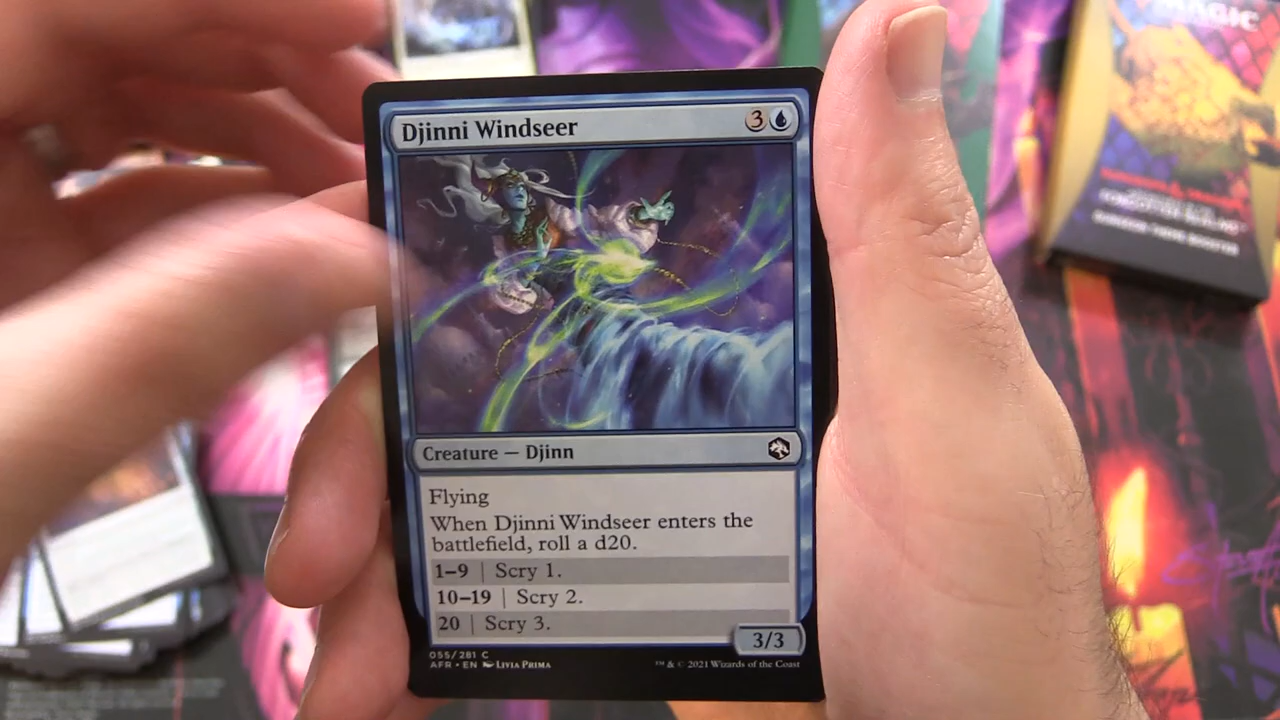 MAGIC
Djinni Windseer 3
Creature — Djinn
Flying
When Djinni Windseer enters the
battlefield, roll a d20.
1–9 | Scry 1.
10–19 | Scry 2.
20 | Scry 3.
3/3
055/281 C
AFR • EN Livia Prima
™ & © 2021 Wizards of the Coast